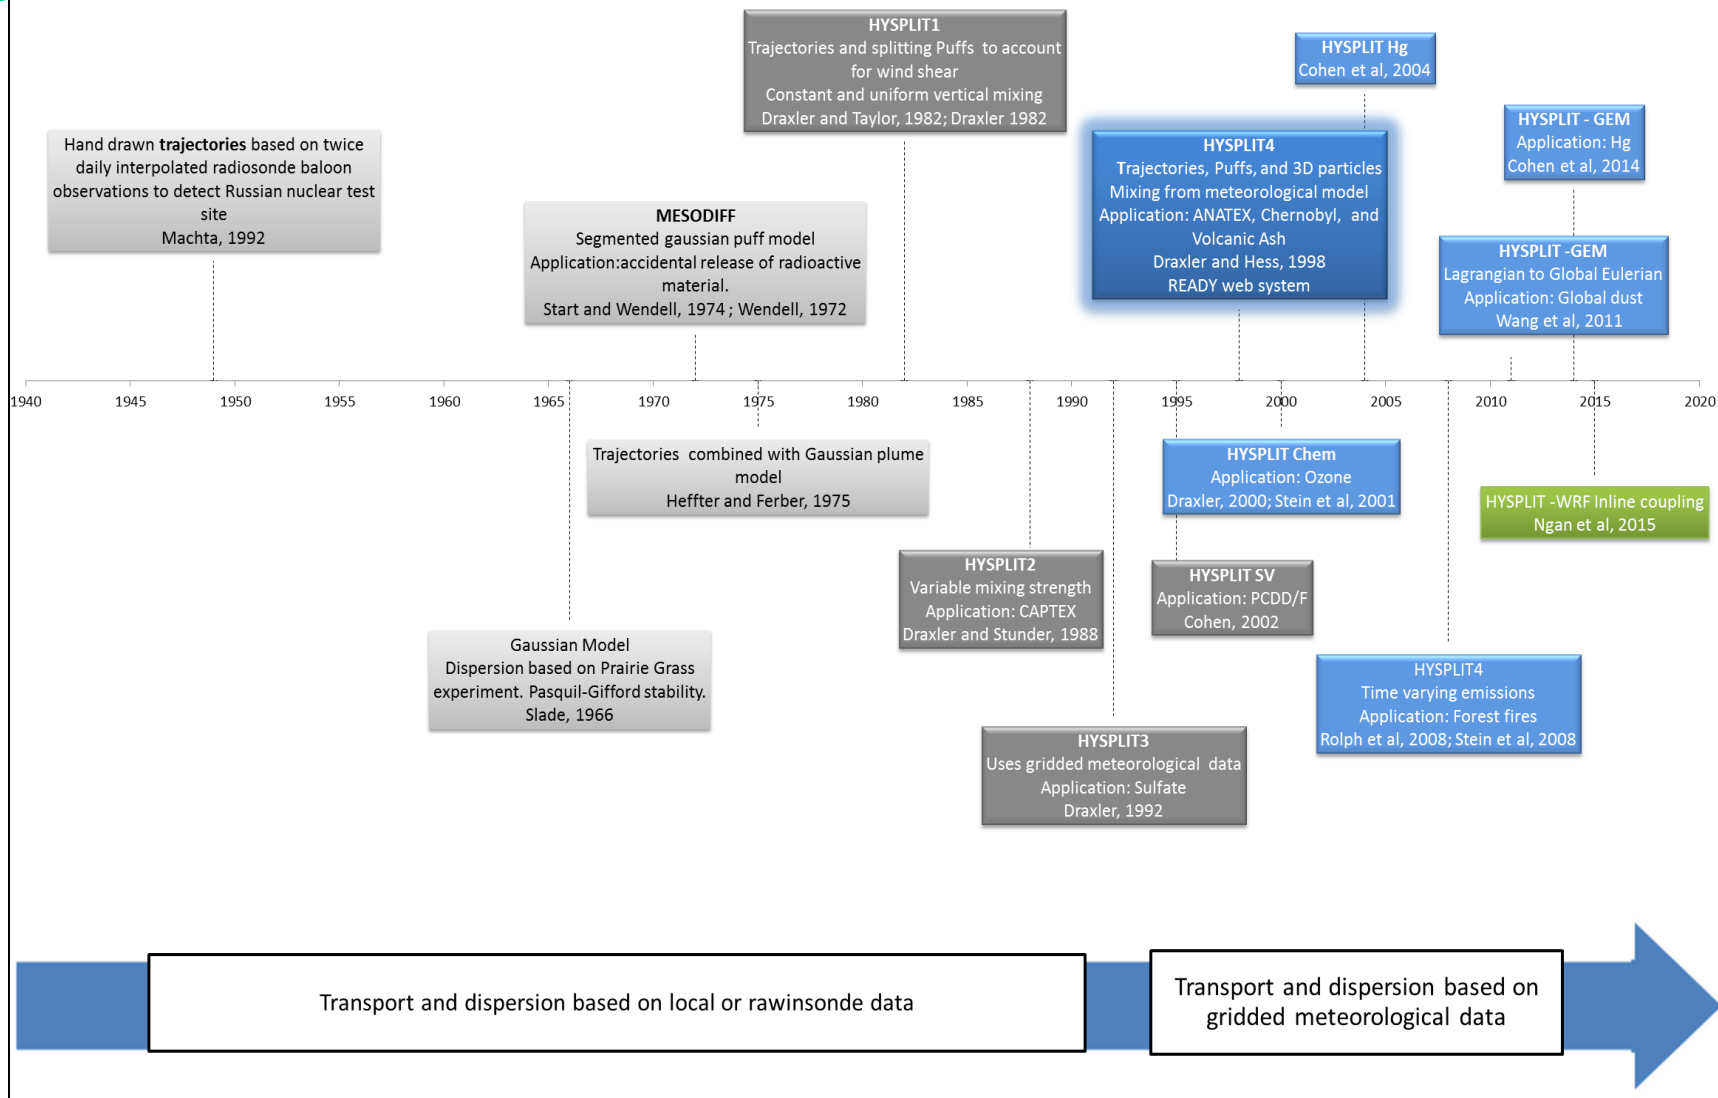 HYSPLIT1
Trajectories and splitting Puffs to account
for wind shear
Constant and uniform vertical mixing
Draxler and Taylor, 1982; Draxler 1982
HYSPLIT Hg
Cohen et al, 2004
Hand drawn trajectories based on twice
daily interpolated radiosonde baloon
observations to detect Russian nuclear test
site
Machta, 1992
MESODIFF
Segmented gaussian puff model
Application:accidental release of radioactive
material.
Start and Wendell, 1974 ; Wendell, 1972
HYSPLIT4
Trajectories, Puffs, and 3D particles
Mixing from meteorological model
Application: ANATEX, Chernobyl, and
Volcanic Ash
Draxler and Hess, 1998
READY web system
HYSPLIT - GEM
Application: Hg
Cohen et al, 2014
HYSPLIT -GEM
Lagrangian to Global Eulerian
Application: Global dust
Wang et al, 2011
1940 1945 1950 1955 1960 1965 1970 1975 1980 1985 1990 1995 2000 2005 2010 2015 2020
Trajectories combined with Gaussian plume
model
Heffter and Ferber, 1975
HYSPLIT Chem
Application: Ozone
Draxler, 2000; Stein et al, 2001
HYSPLIT -WRF Inline coupling
Ngan et al, 2015
HYSPLIT2
Variable mixing strength
Application: CAPTEX
Draxler and Stunder, 1988
HYSPLIT SV
Application: PCDD/F
Cohen, 2002
Gaussian Model
Dispersion based on Prairie Grass
experiment. Pasquil-Gifford stability.
Slade, 1966
HYSPLIT4
Time varying emissions
Application: Forest fires
Rolph et al, 2008; Stein et al, 2008
HYSPLIT3
Uses gridded meteorological data
Application: Sulfate
Draxler, 1992
Transport and dispersion based on local or rawinsonde data
Transport and dispersion based on
gridded meteorological data